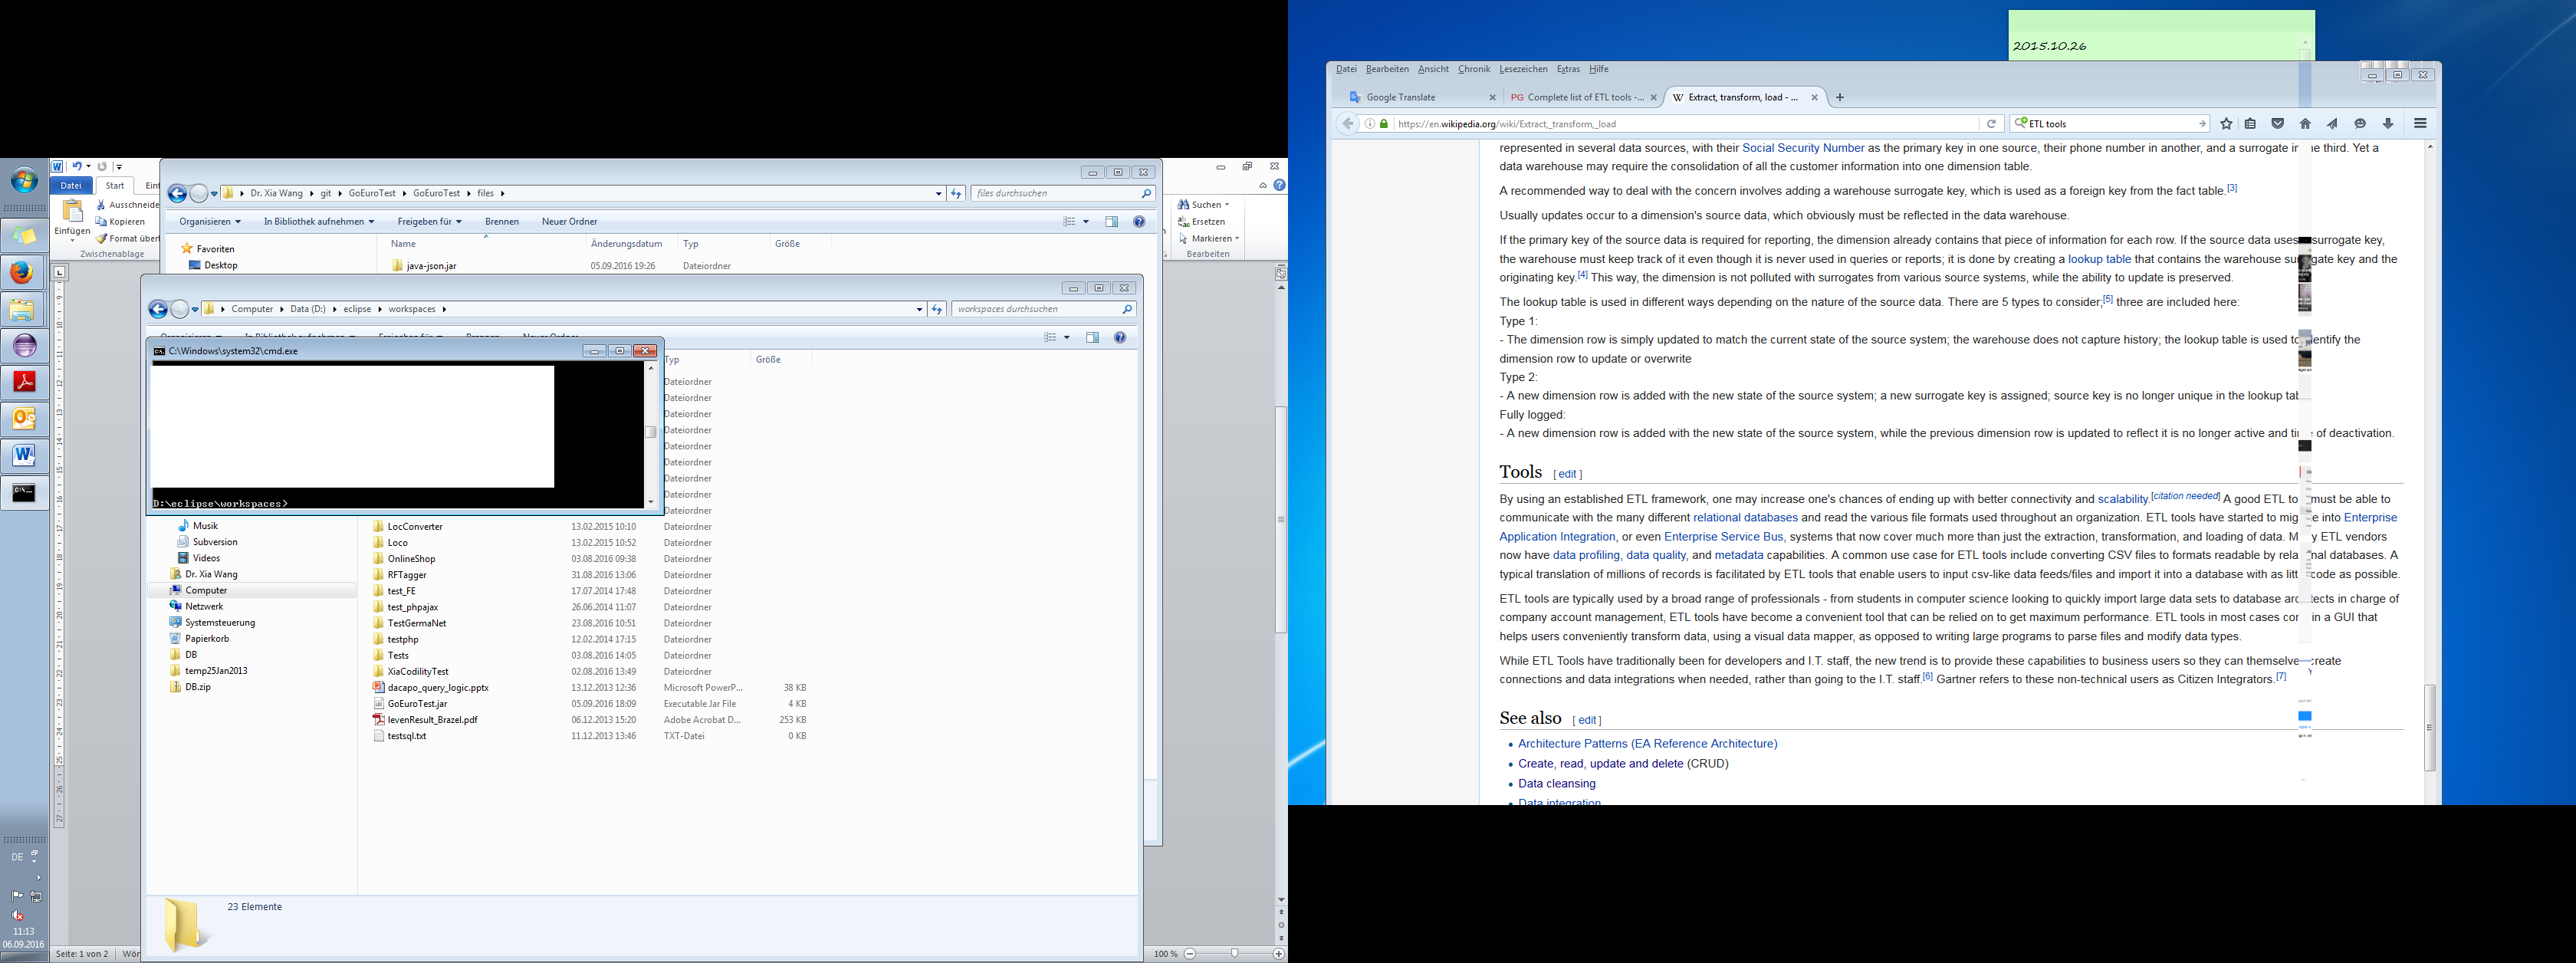 Datei
Start
Einfügen
Ausschneide
Kopieren
Format übert
Zwischenablage
Dr. Xia Wang
git
GoEuroTest
GoEuroTest
files
files durchsuchen
Organisieren
In Bibliothek aufnehmen
Freigeben für
Brennen
Neuer Ordner
Name
Änderungsdatum
Typ
Größe
Favoriten
Desktop
java-json.jar 05.09.2016 19:26 Dateiordner
Suchen
Ersetzen
Markieren
Bearbeiten
Computer
Data (D:)
eclipse
workspaces
workspaces durchsuchen
C:\Windows\system32\cmd.exe
D:\eclipse\workspaces>
Typ
Größe
Dateiordner
Dateiordner
Dateiordner
Dateiordner
Dateiordner
Dateiordner
Dateiordner
Dateiordner
Dateiordner
LocConverter 13.02.2015 10:10 Dateiordner
Loco 13.02.2015 10:52 Dateiordner
OnlineShop 03.08.2016 09:38 Dateiordner
RFTagger 31.08.2016 13:06 Dateiordner
test_FE 17.07.2014 17:48 Dateiordner
test_phpajax 26.06.2014 11:07 Dateiordner
TestGermaNet 23.08.2016 10:51 Dateiordner
testphp 12.02.2014 17:15 Dateiordner
Tests 03.08.2016 14:05 Dateiordner
XiaCodilityTest 02.08.2016 13:49 Dateiordner
dacapo_query_logic.pptx 13.12.2013 12:36 Microsoft PowerP... 38 KB
GoEuroTest.jar 05.09.2016 18:09 Executable Jar File 4 KB
levenResult_Brazel.pdf 06.12.2013 15:20 Adobe Acrobat D... 253 KB
testsql.txt 11.12.2013 13:46 TXT-Datei 0 KB
Musik
Subversion
Videos
Dr. Xia Wang
Computer
Netzwerk
Systemsteuerung
Papierkorb
DB
temp25Jan2013
DB.zip
23 Elemente
DE
11:13
06.09.2016
Seite: 1 von 2
Wör
100 %
2015.10.26
Datei Bearbeiten Ansicht Chronik Lesezeichen Extras Hilfe
Google Translate
PG Complete list of ETL tools -...
W Extract, transform, load - ...
https://en.wikipedia.org/wiki/Extract,_transform,_load
ETL tools
represented in several data sources, with their Social Security Number as the primary key in one source, their phone number in another, and a surrogate in the third. Yet a
data warehouse may require the consolidation of all the customer information into one dimension table.
A recommended way to deal with the concern involves adding a warehouse surrogate key, which is used as a foreign key from the fact table.[3]
Usually updates occur to a dimension's source data, which obviously must be reflected in the data warehouse.
If the primary key of the source data is required for reporting, the dimension already contains that piece of information for each row. If the source data uses surrogate key,
the warehouse must keep track of it even though it is never used in queries or reports; it is done by creating a lookup table that contains the warehouse surrogate key and the
originating key.[4] This way, the dimension is not polluted with surrogates from various source systems, while the ability to update is preserved.
The lookup table is used in different ways depending on the nature of the source data. There are 5 types to consider;[5] three are included here:
Type 1:
- The dimension row is simply updated to match the current state of the source system; the warehouse does not capture history; the lookup table is used to identify the
dimension row to update or overwrite
Type 2:
- A new dimension row is added with the new state of the source system; a new surrogate key is assigned; source key is no longer unique in the lookup tab
Fully logged:
- A new dimension row is added with the new state of the source system, while the previous dimension row is updated to reflect it is no longer active and time of deactivation.
Tools [ edit ]
By using an established ETL framework, one may increase one's chances of ending up with better connectivity and scalability.[citation needed] A good ETL to must be able to
communicate with the many different relational databases and read the various file formats used throughout an organization. ETL tools have started to migrate into Enterprise
Application Integration, or even Enterprise Service Bus, systems that now cover much more than just the extraction, transformation, and loading of data. Many ETL vendors
now have data profiling, data quality, and metadata capabilities. A common use case for ETL tools include converting CSV files to formats readable by relational databases. A
typical translation of millions of records is facilitated by ETL tools that enable users to input csv-like data feeds/files and import it into a database with as little code as possible.
ETL tools are typically used by a broad range of professionals - from students in computer science looking to quickly import large data sets to database architects in charge of
company account management, ETL tools have become a convenient tool that can be relied on to get maximum performance. ETL tools in most cases contain a GUI that
helps users conveniently transform data, using a visual data mapper, as opposed to writing large programs to parse files and modify data types.
While ETL Tools have traditionally been for developers and I.T. staff, the new trend is to provide these capabilities to business users so they can themselves create
connections and data integrations when needed, rather than going to the I.T. staff.[6] Gartner refers to these non-technical users as Citizen Integrators.[7]
See also [ edit ]
Architecture Patterns (EA Reference Architecture)
Create, read, update and delete (CRUD)
Data cleansing
Data integration